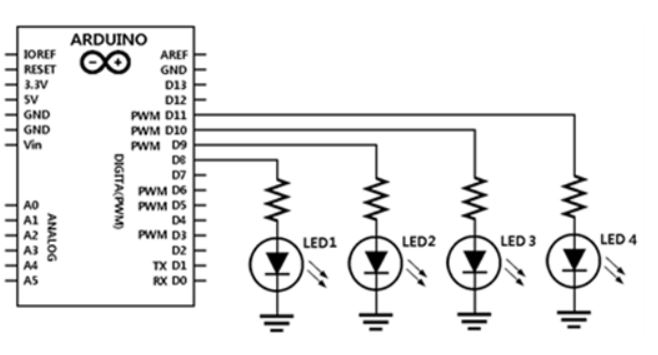 ARDUINO
IOREF
RESET
3.3V
5V
GND
GND
Vin
A0
A1
A2
A3
A4
A5
ANALOG
DIGITA(PWM)
AREF
GND
D13
D12
PWM D11
PWM D10
PWM D9
D8
D7
PWM D6
PWM D5
D4
PWM D3
D2
TX D1
RX D0
LED1
LED2
LED 3
LED 4